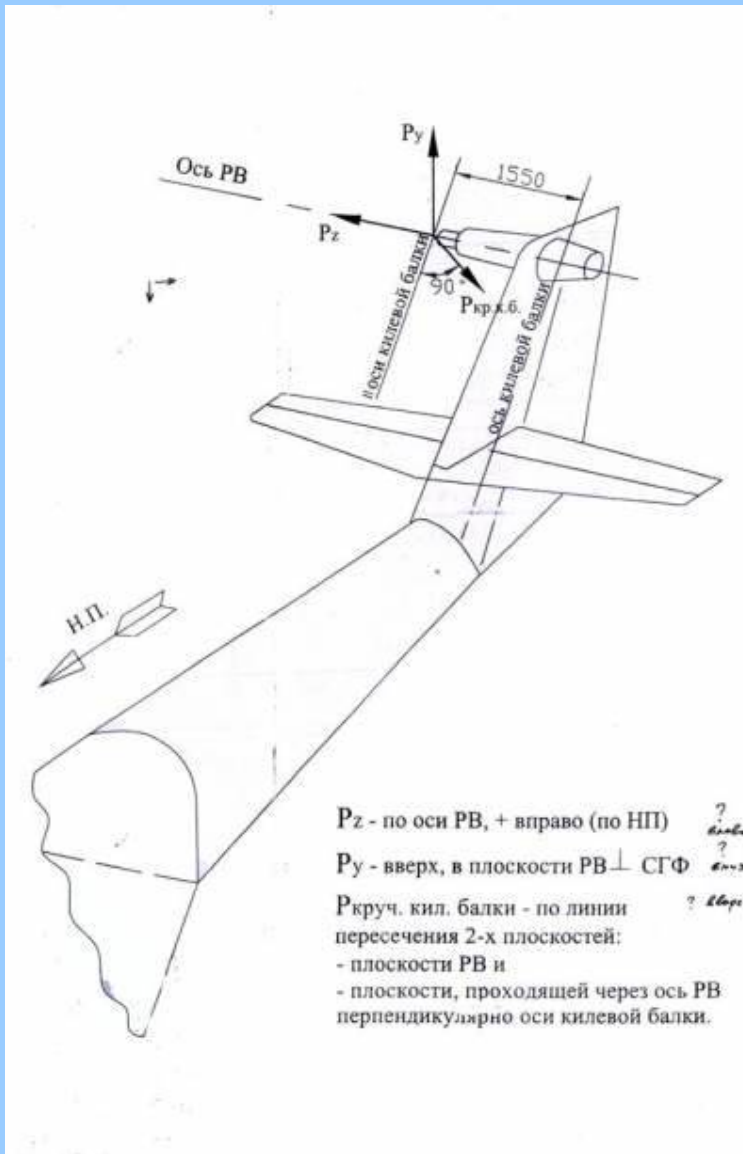 Pу
1550
Ось РВ
Pz
90°
Ркр.к.б.
|| оси килевой балки
ось килевой балки
Н.П.
Pz - по оси РВ, + вправо (по НП) ?
Pу - вверх, в плоскости РВ ⊥ СГФ ?
Ркруч. кил. балки - по линии ?
пересечения 2-х плоскостей:
- плоскости РВ и
- плоскости, проходящей через ось РВ
перпендикулярно оси килевой балки.